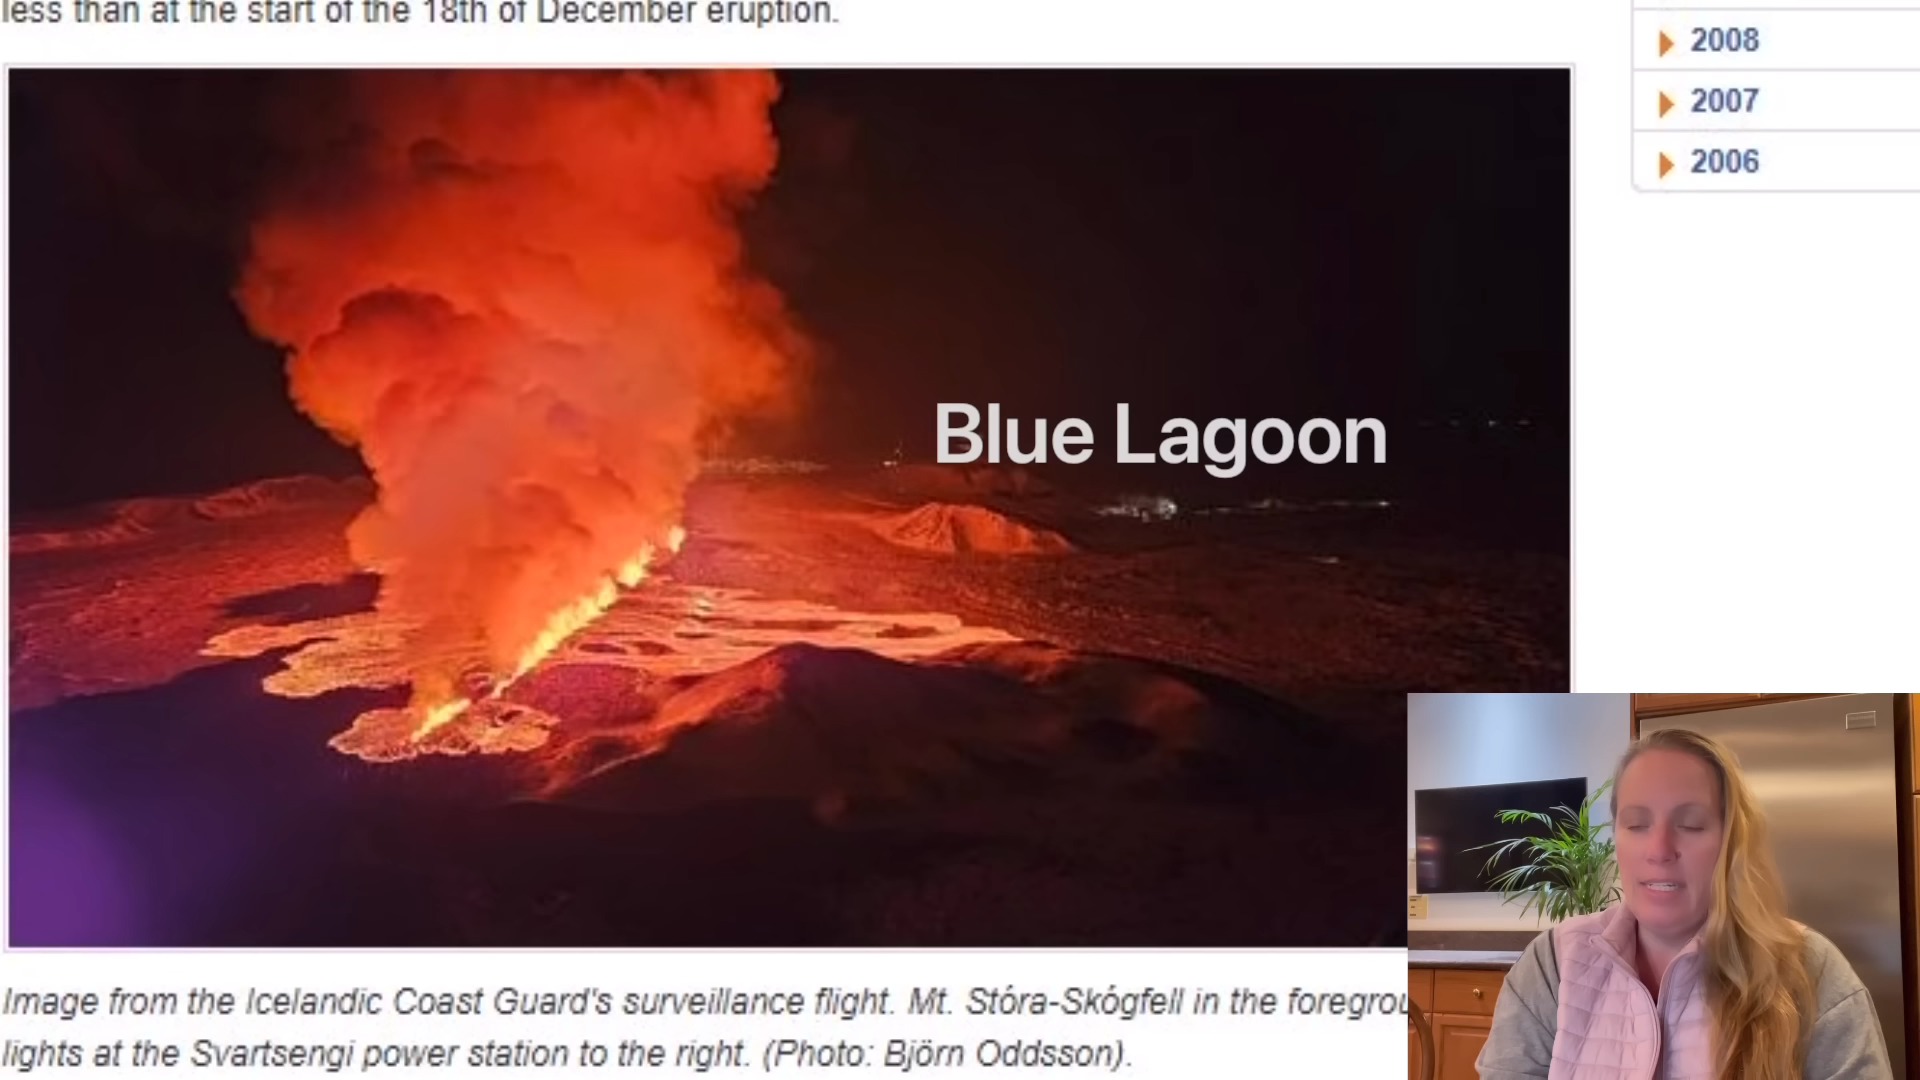 less than at the start of the 18th of December eruption.
2008
2007
2006
Blue Lagoon
Image from the Icelandic Coast Guard's surveillance flight. Mt. Stóra-Skógfell in the
lights at the Svartsengi power station to the right. (Photo: Björn Oddsson).